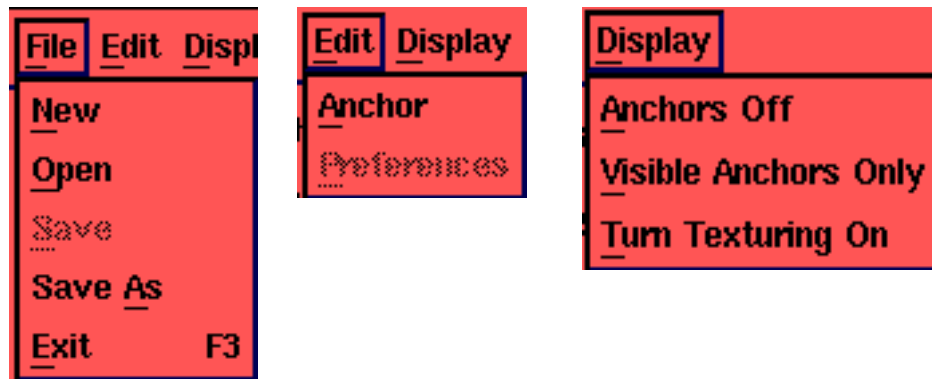 File Edit Displ
New
Open
Save
Save As
Exit F3
Edit Display
Anchor
Preferences
Display
Anchors Off
Visible Anchors Only
Turn Texturing On